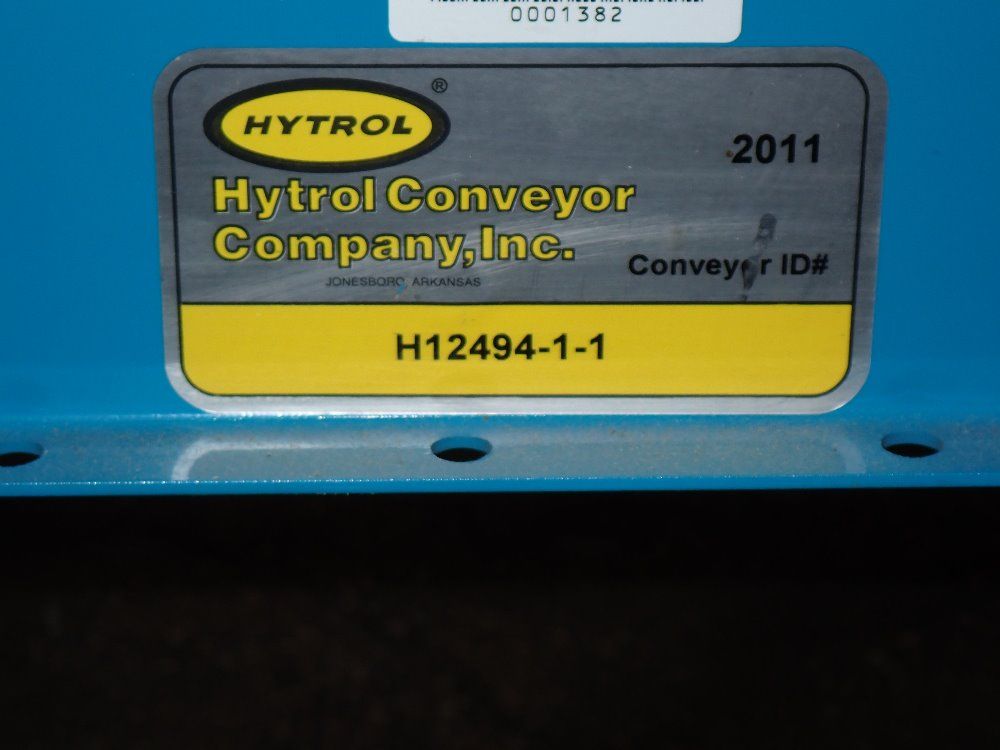 0001382
HYTROL ®
2011
Hytrol Conveyor
Company, Inc.
Conveyor ID#
JONESBORO, ARKANSAS
H12494-1-1